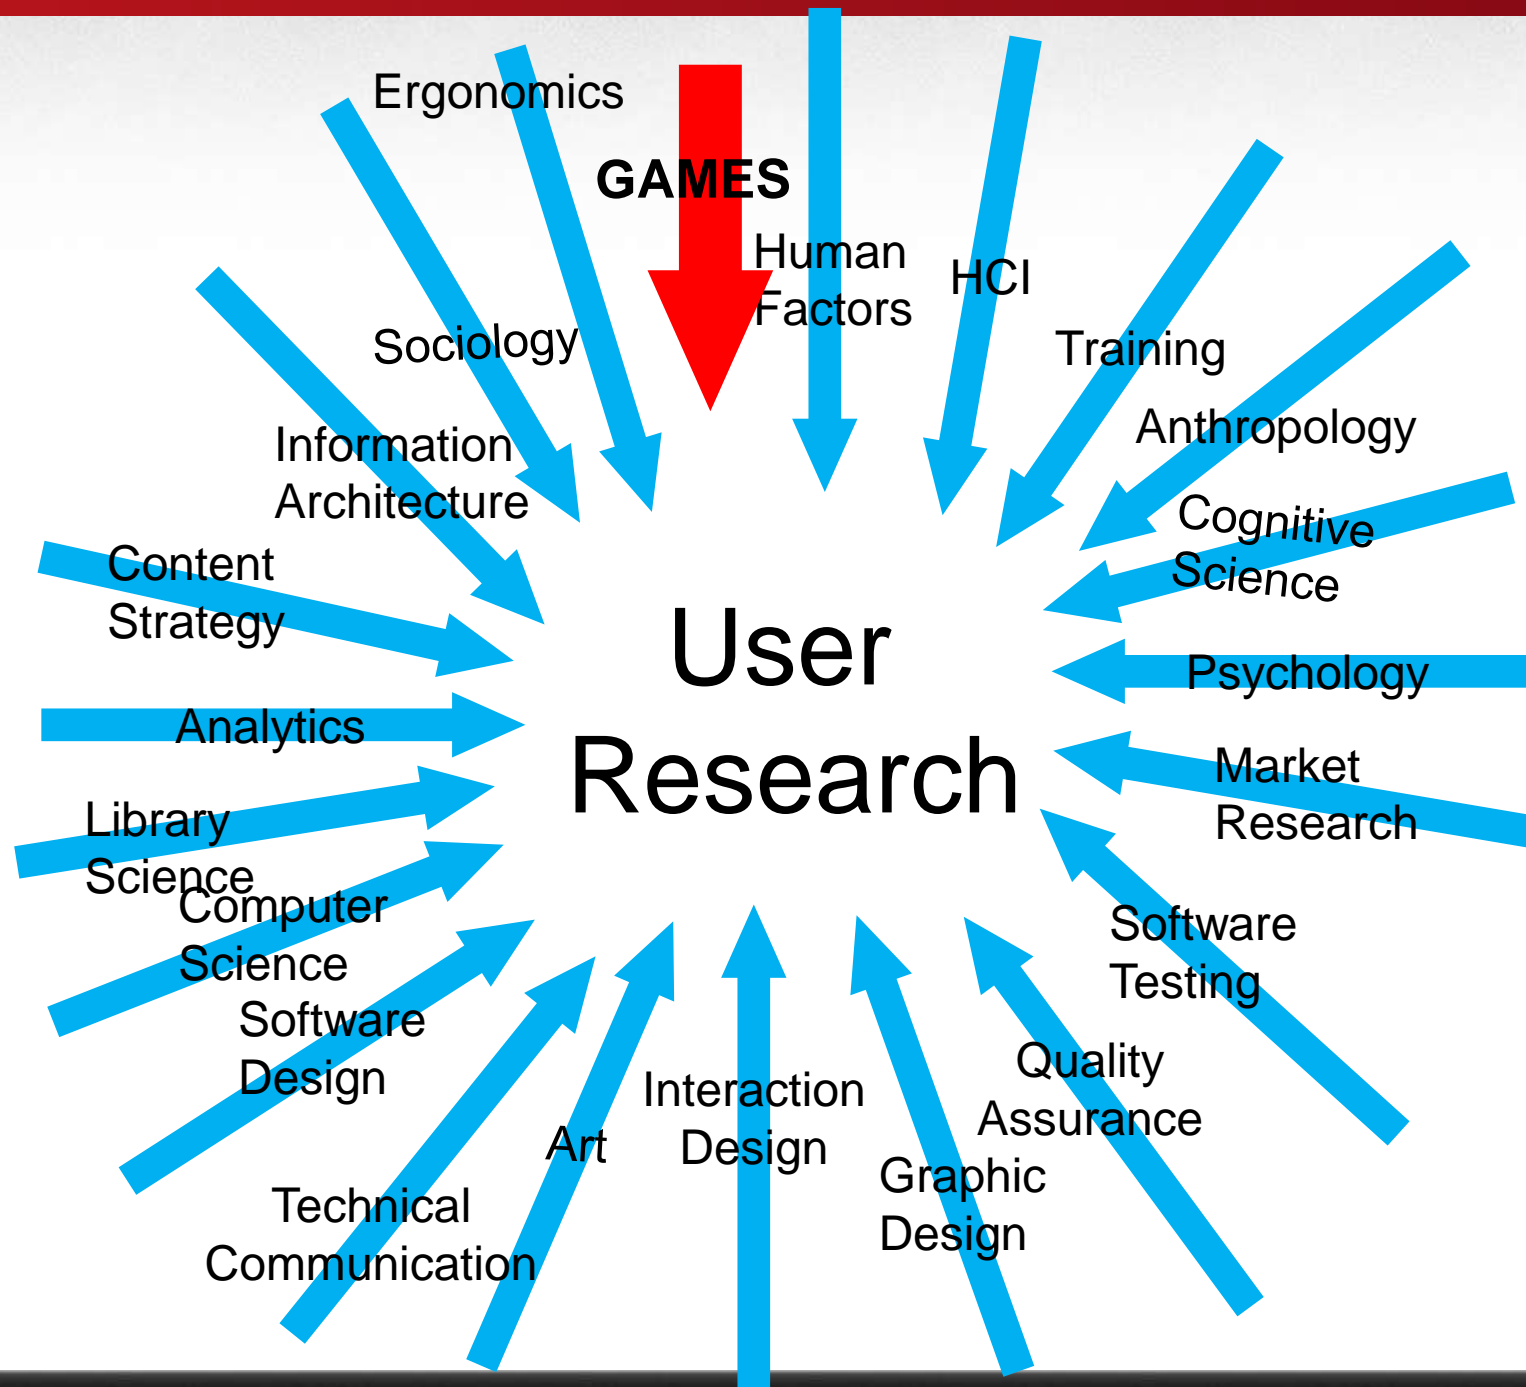 Ergonomics
GAMES
Human
Factors
HCI
Sociology
Training
Anthropology
Information
Architecture
Cognitive
Science
Content
Strategy
User
Research
Psychology
Analytics
Market
Research
Library
Science
Computer
Science
Software
Testing
Software
Design
Quality
Assurance
Interaction
Design
Art
Graphic
Design
Technical
Communication